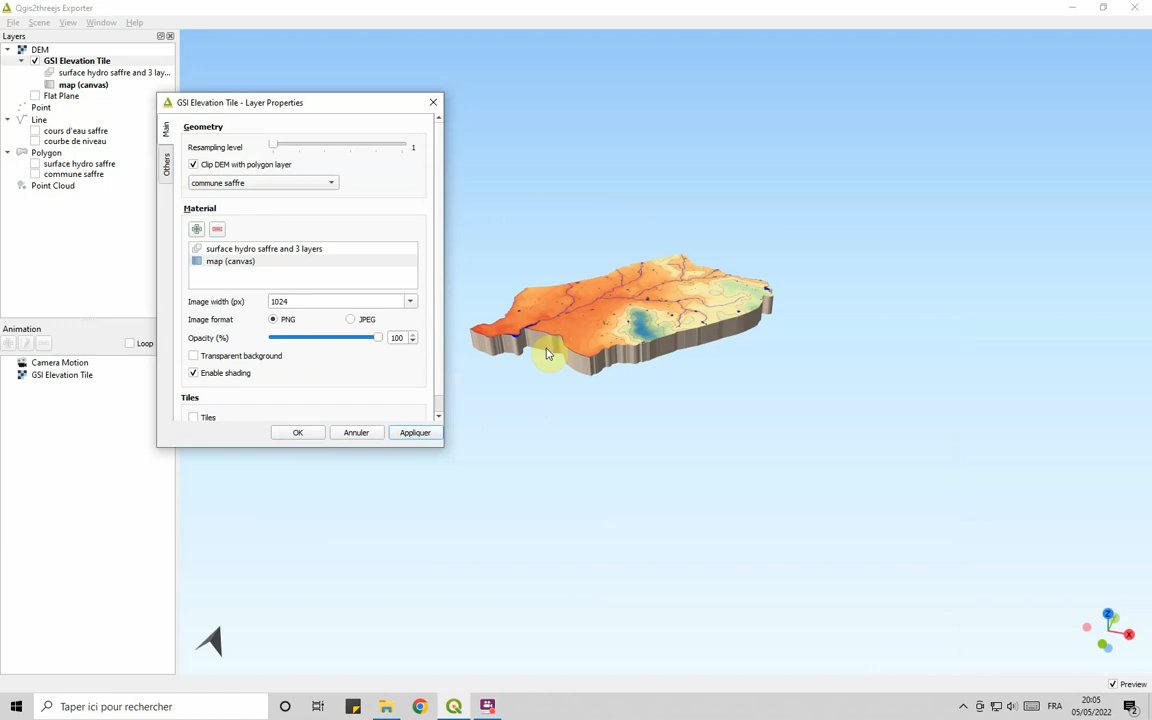 Qgis2threejs Exporter
File Scene View Window Help
Layers
DEM
GSI Elevation Tile
surface hydro saffre and 3 lay...
map (canvas)
Flat Plane
Point
Line
cours d'eau saffre
courbe de niveau
Polygon
surface hydro saffre
commune saffre
Point Cloud
Animation
Loop
Camera Motion
GSI Elevation Tile
GSI Elevation Tile - Layer Properties
Main
Others
Geometry
Resampling level 1
Clip DEM with polygon layer
commune saffre
Material
surface hydro saffre and 3 layers
map (canvas)
Image width (px) 1024
Image format PNG JPEG
Opacity (%) 100
Transparent background
Enable shading
Tiles
Tiles
OK Annuler Appliquer
Z
X
Preview
Taper ici pour rechercher
FRA
20:05
05/05/2022
2